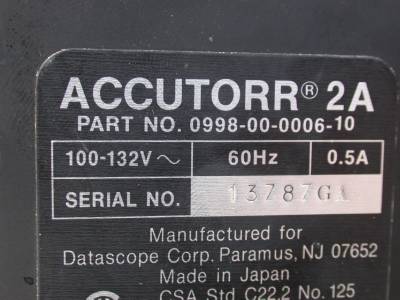 ACCUTORR® 2A
PART NO. 0998-00-0006-10
100-132V ~ 60Hz 0.5A
SERIAL NO. 13787GA
Manufactured for
Datascope Corp. Paramus, NJ 07652
Made in Japan
CSA Std C22.2 No. 125